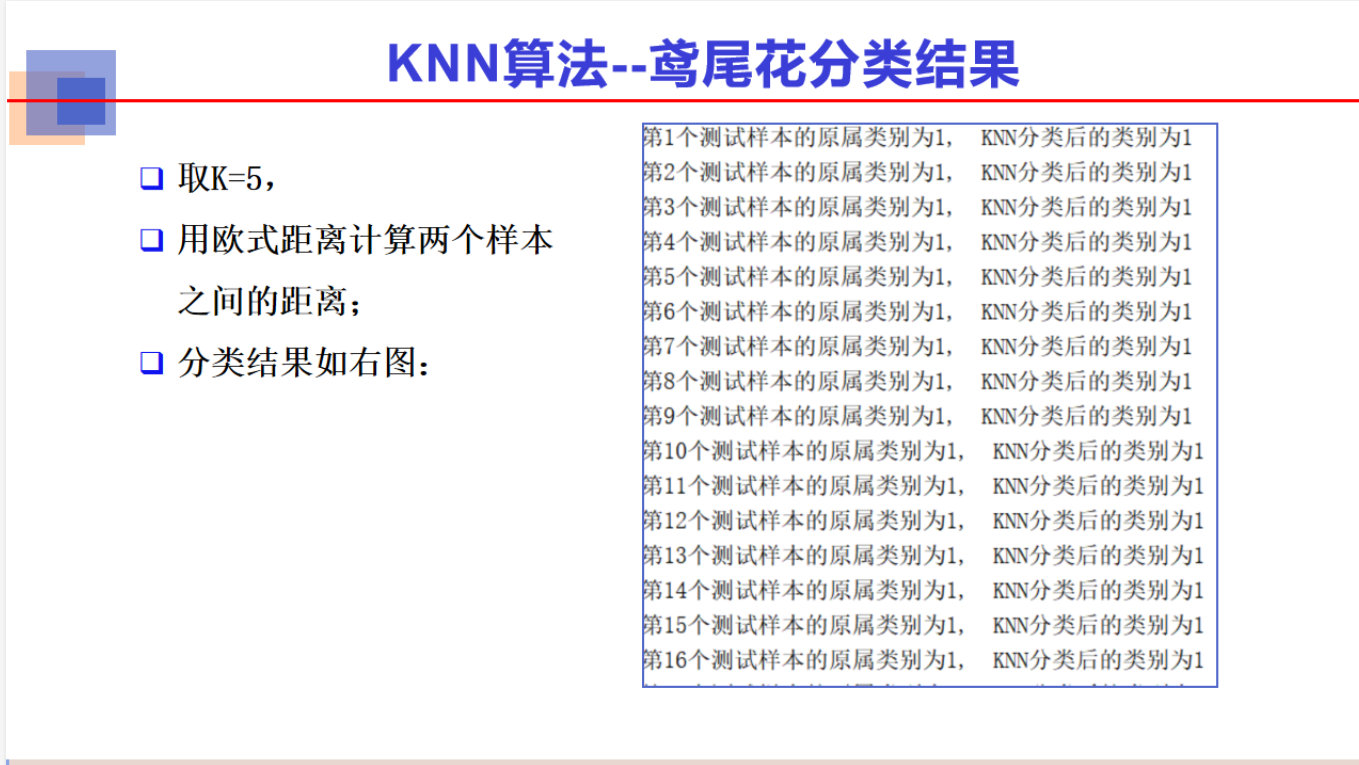 KNN算法--鸢尾花分类结果
取K=5，
用欧式距离计算两个样本
之间的距离；
分类结果如右图：
第1个测试样本的原属类别为1, KNN分类后的类别为1
第2个测试样本的原属类别为1, KNN分类后的类别为1
第3个测试样本的原属类别为1, KNN分类后的类别为1
第4个测试样本的原属类别为1, KNN分类后的类别为1
第5个测试样本的原属类别为1, KNN分类后的类别为1
第6个测试样本的原属类别为1, KNN分类后的类别为1
第7个测试样本的原属类别为1, KNN分类后的类别为1
第8个测试样本的原属类别为1, KNN分类后的类别为1
第9个测试样本的原属类别为1, KNN分类后的类别为1
第10个测试样本的原属类别为1, KNN分类后的类别为1
第11个测试样本的原属类别为1, KNN分类后的类别为1
第12个测试样本的原属类别为1, KNN分类后的类别为1
第13个测试样本的原属类别为1, KNN分类后的类别为1
第14个测试样本的原属类别为1, KNN分类后的类别为1
第15个测试样本的原属类别为1, KNN分类后的类别为1
第16个测试样本的原属类别为1, KNN分类后的类别为1